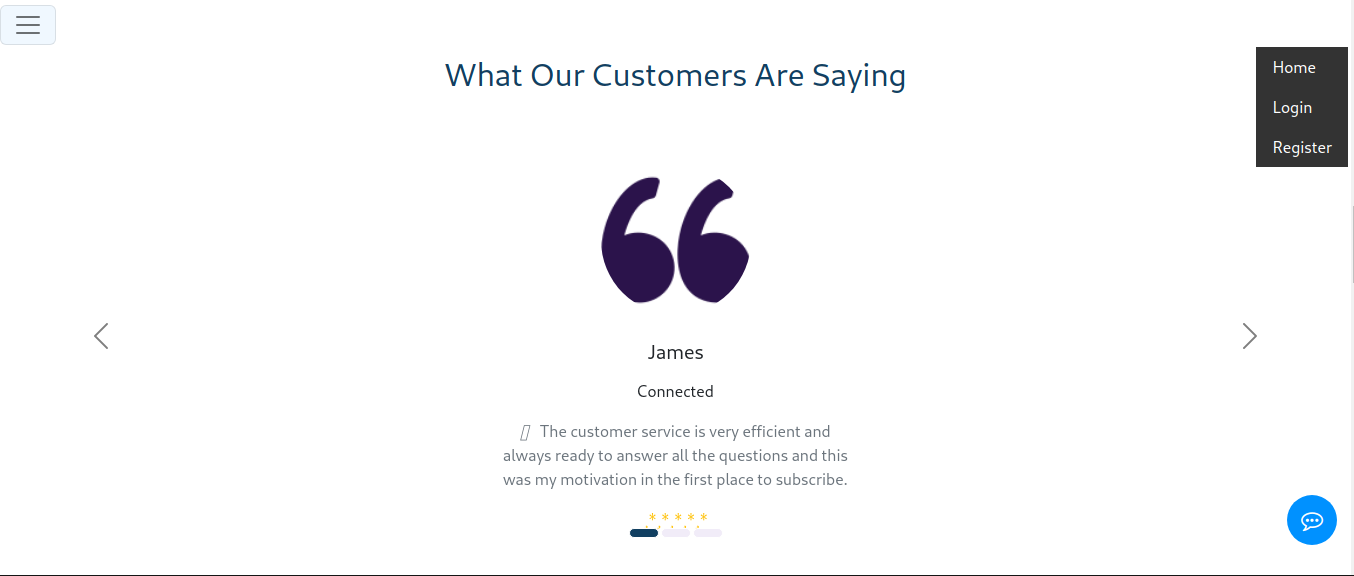 What Our Customers Are Saying
Home
Login
Register
James
Connected
The customer service is very efficient and
always ready to answer all the questions and this
was my motivation in the first place to subscribe.
* * * * *